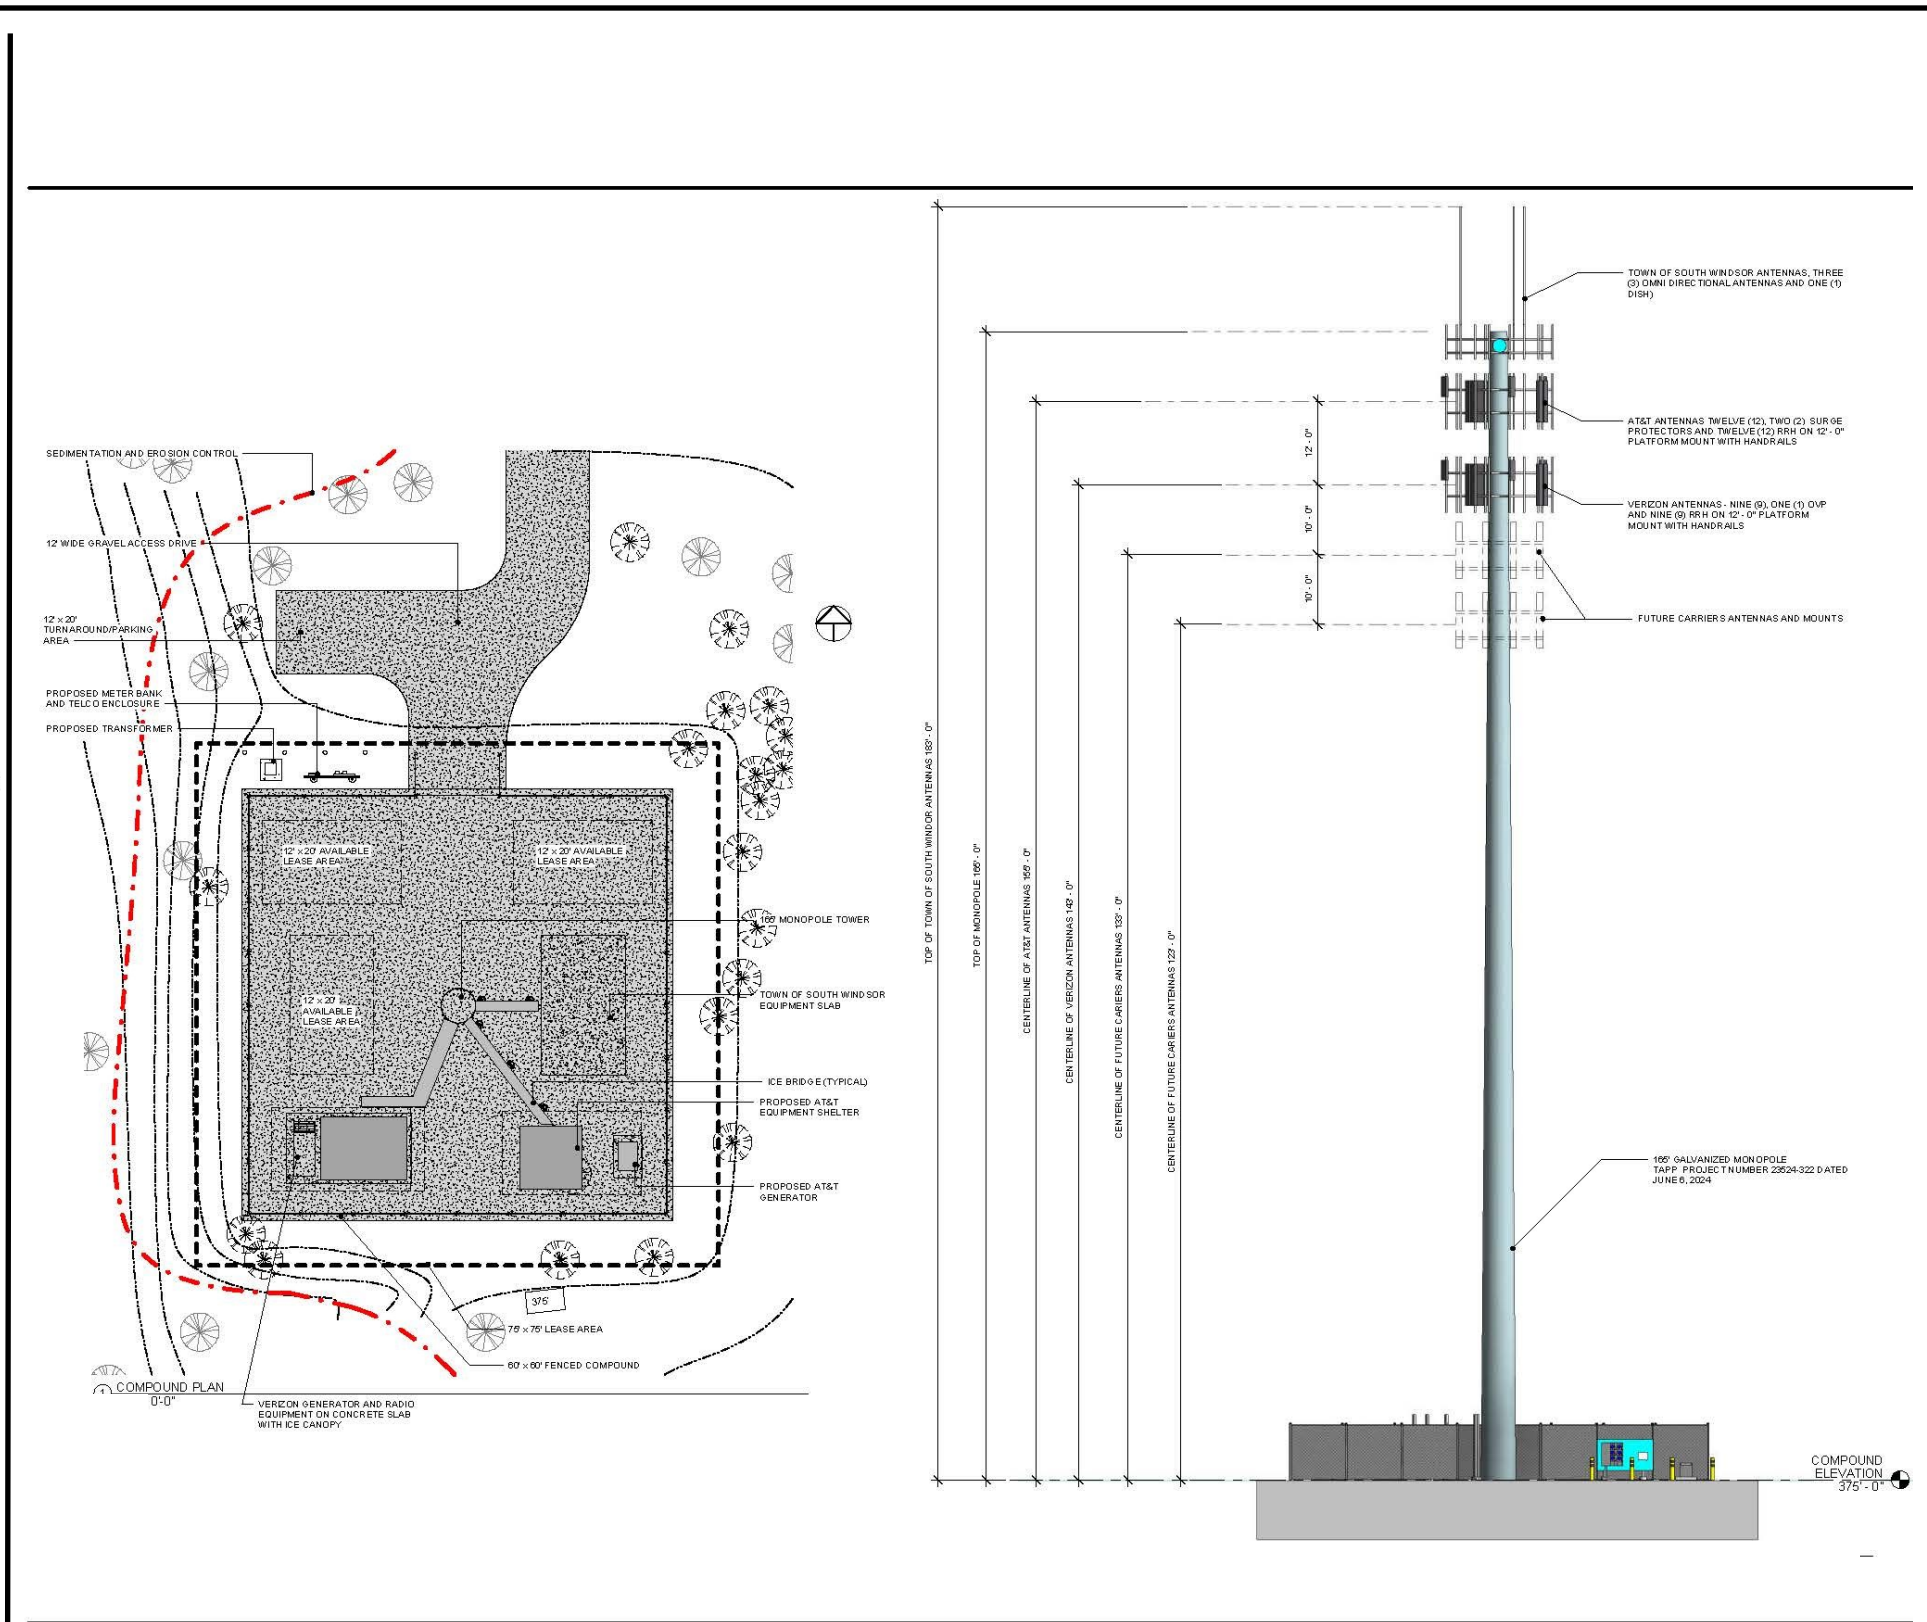 SEDIMENTATION AND EROSION CONTROL
12' WIDE GRAVEL ACCESS DRIVE
12' x 20'
TURNAROUND/PARKING
AREA
PROPOSED METER BANK
AND TELCO ENCLOSURE
PROPOSED TRANSFORMER
12' x 20' AVAILABLE
LEASE AREA
12' x 20' AVAILABLE
LEASE AREA
12' x 20'
AVAILABLE
LEASE AREA
165' MONOPOLE TOWER
TOWN OF SOUTH WINDSOR
EQUIPMENT SLAB
ICE BRIDGE (TYPICAL)
PROPOSED AT&T
EQUIPMENT SHELTER
PROPOSED AT&T
GENERATOR
375'
75' x 75' LEASE AREA
60' x 60' FENCED COMPOUND
VERIZON GENERATOR AND RADIO
EQUIPMENT ON CONCRETE SLAB
WITH ICE CANOPY
1 COMPOUND PLAN
0'-0"
TOP OF TOWN OF SOUTH WINDOR ANTENNAS 183' - 0"
TOP OF MONOPOLE 165' - 0"
CENTERLINE OF AT&T ANTENNAS 155' - 0"
CENTERLINE OF VERIZON ANTENNAS 143' - 0"
CENTERLINE OF FUTURE CARIERS ANTENNAS 133' - 0"
CENTERLINE OF FUTURE CARIERS ANTENNAS 123' - 0"
12' - 0"
10' - 0"
10' - 0"
TOWN OF SOUTH WINDSOR ANTENNAS, THREE
(3) OMNI DIRECTIONAL ANTENNAS AND ONE (1)
DISH)
AT&T ANTENNAS TWELVE (12), TWO (2) SURGE
PROTECTORS AND TWELVE (12) RRH ON 12' - 0"
PLATFORM MOUNT WITH HANDRAILS
VERIZON ANTENNAS - NINE (9), ONE (1) OVP
AND NINE (9) RRH ON 12' - 0" PLATFORM
MOUNT WITH HANDRAILS
FUTURE CARRIERS ANTENNAS AND MOUNTS
165' GALVANIZED MONOPOLE
TAPP PROJECT NUMBER 23524-322 DATED
JUNE 6, 2024
COMPOUND
ELEVATION
375' - 0"